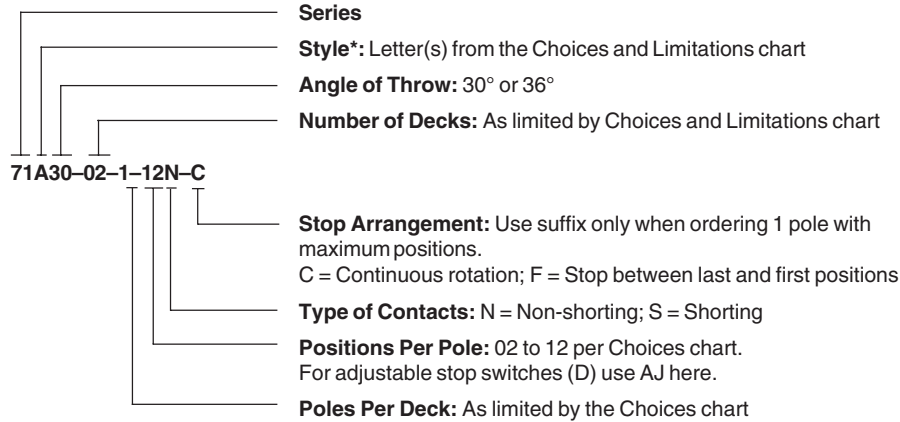 Series
Style*: Letter(s) from the Choices and Limitations chart
Angle of Throw: 30° or 36°
Number of Decks: As limited by Choices and Limitations chart
71A30–02–1–12N–C
Stop Arrangement: Use suffix only when ordering 1 pole with
maximum positions.
C = Continuous rotation; F = Stop between last and first positions
Type of Contacts: N = Non-shorting; S = Shorting
Positions Per Pole: 02 to 12 per Choices chart.
For adjustable stop switches (D) use AJ here.
Poles Per Deck: As limited by the Choices chart